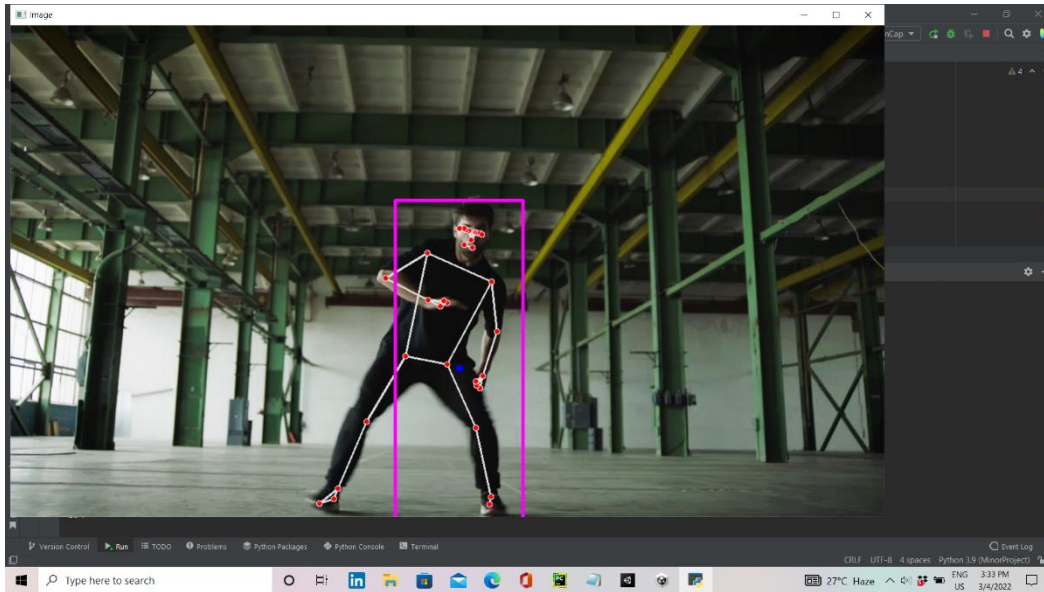 Image
nCap
4
Version Control Run TODO Problems Python Packages Python Console Terminal Event Log
CRLF UTF-8 4 spaces Python 3.9 (MinorProject)
Type here to search 27°C Haze ENG 3:33 PM
US 3/4/2022